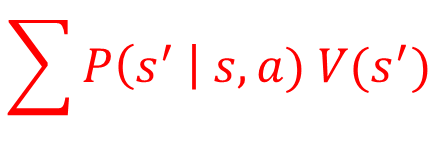 ∑ P(s′ | s, a) V(s′)